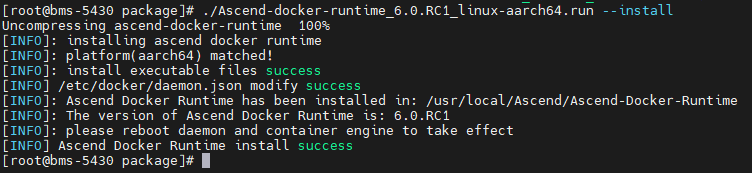 [root@bms-5430 package]# ./Ascend-docker-runtime_6.0.RC1_linux-aarch64.run --install
Uncompressing ascend-docker-runtime  100%
[INFO]: installing ascend docker runtime
[INFO]: platform(aarch64) matched!
[INFO]: install executable files success
[INFO] /etc/docker/daemon.json modify success
[INFO]: Ascend Docker Runtime has been installed in: /usr/local/Ascend/Ascend-Docker-Runtime
[INFO]: The version of Ascend Docker Runtime is: 6.0.RC1
[INFO]: please reboot daemon and container engine to take effect
[INFO] Ascend Docker Runtime install success
[root@bms-5430 package]#